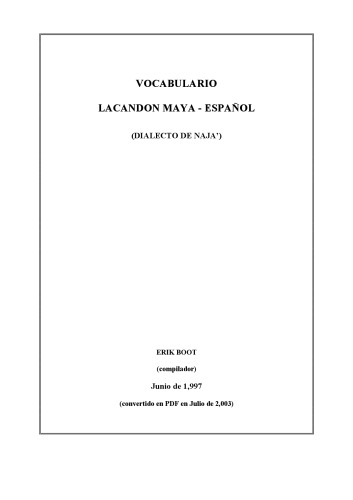 VOCABULARIO
LACANDON MAYA - ESPAÑOL
(DIALECTO DE NAJA’)
ERIK BOOT
(compilador)
Junio de 1,997
(convertido en PDF en Julio de 2,003)